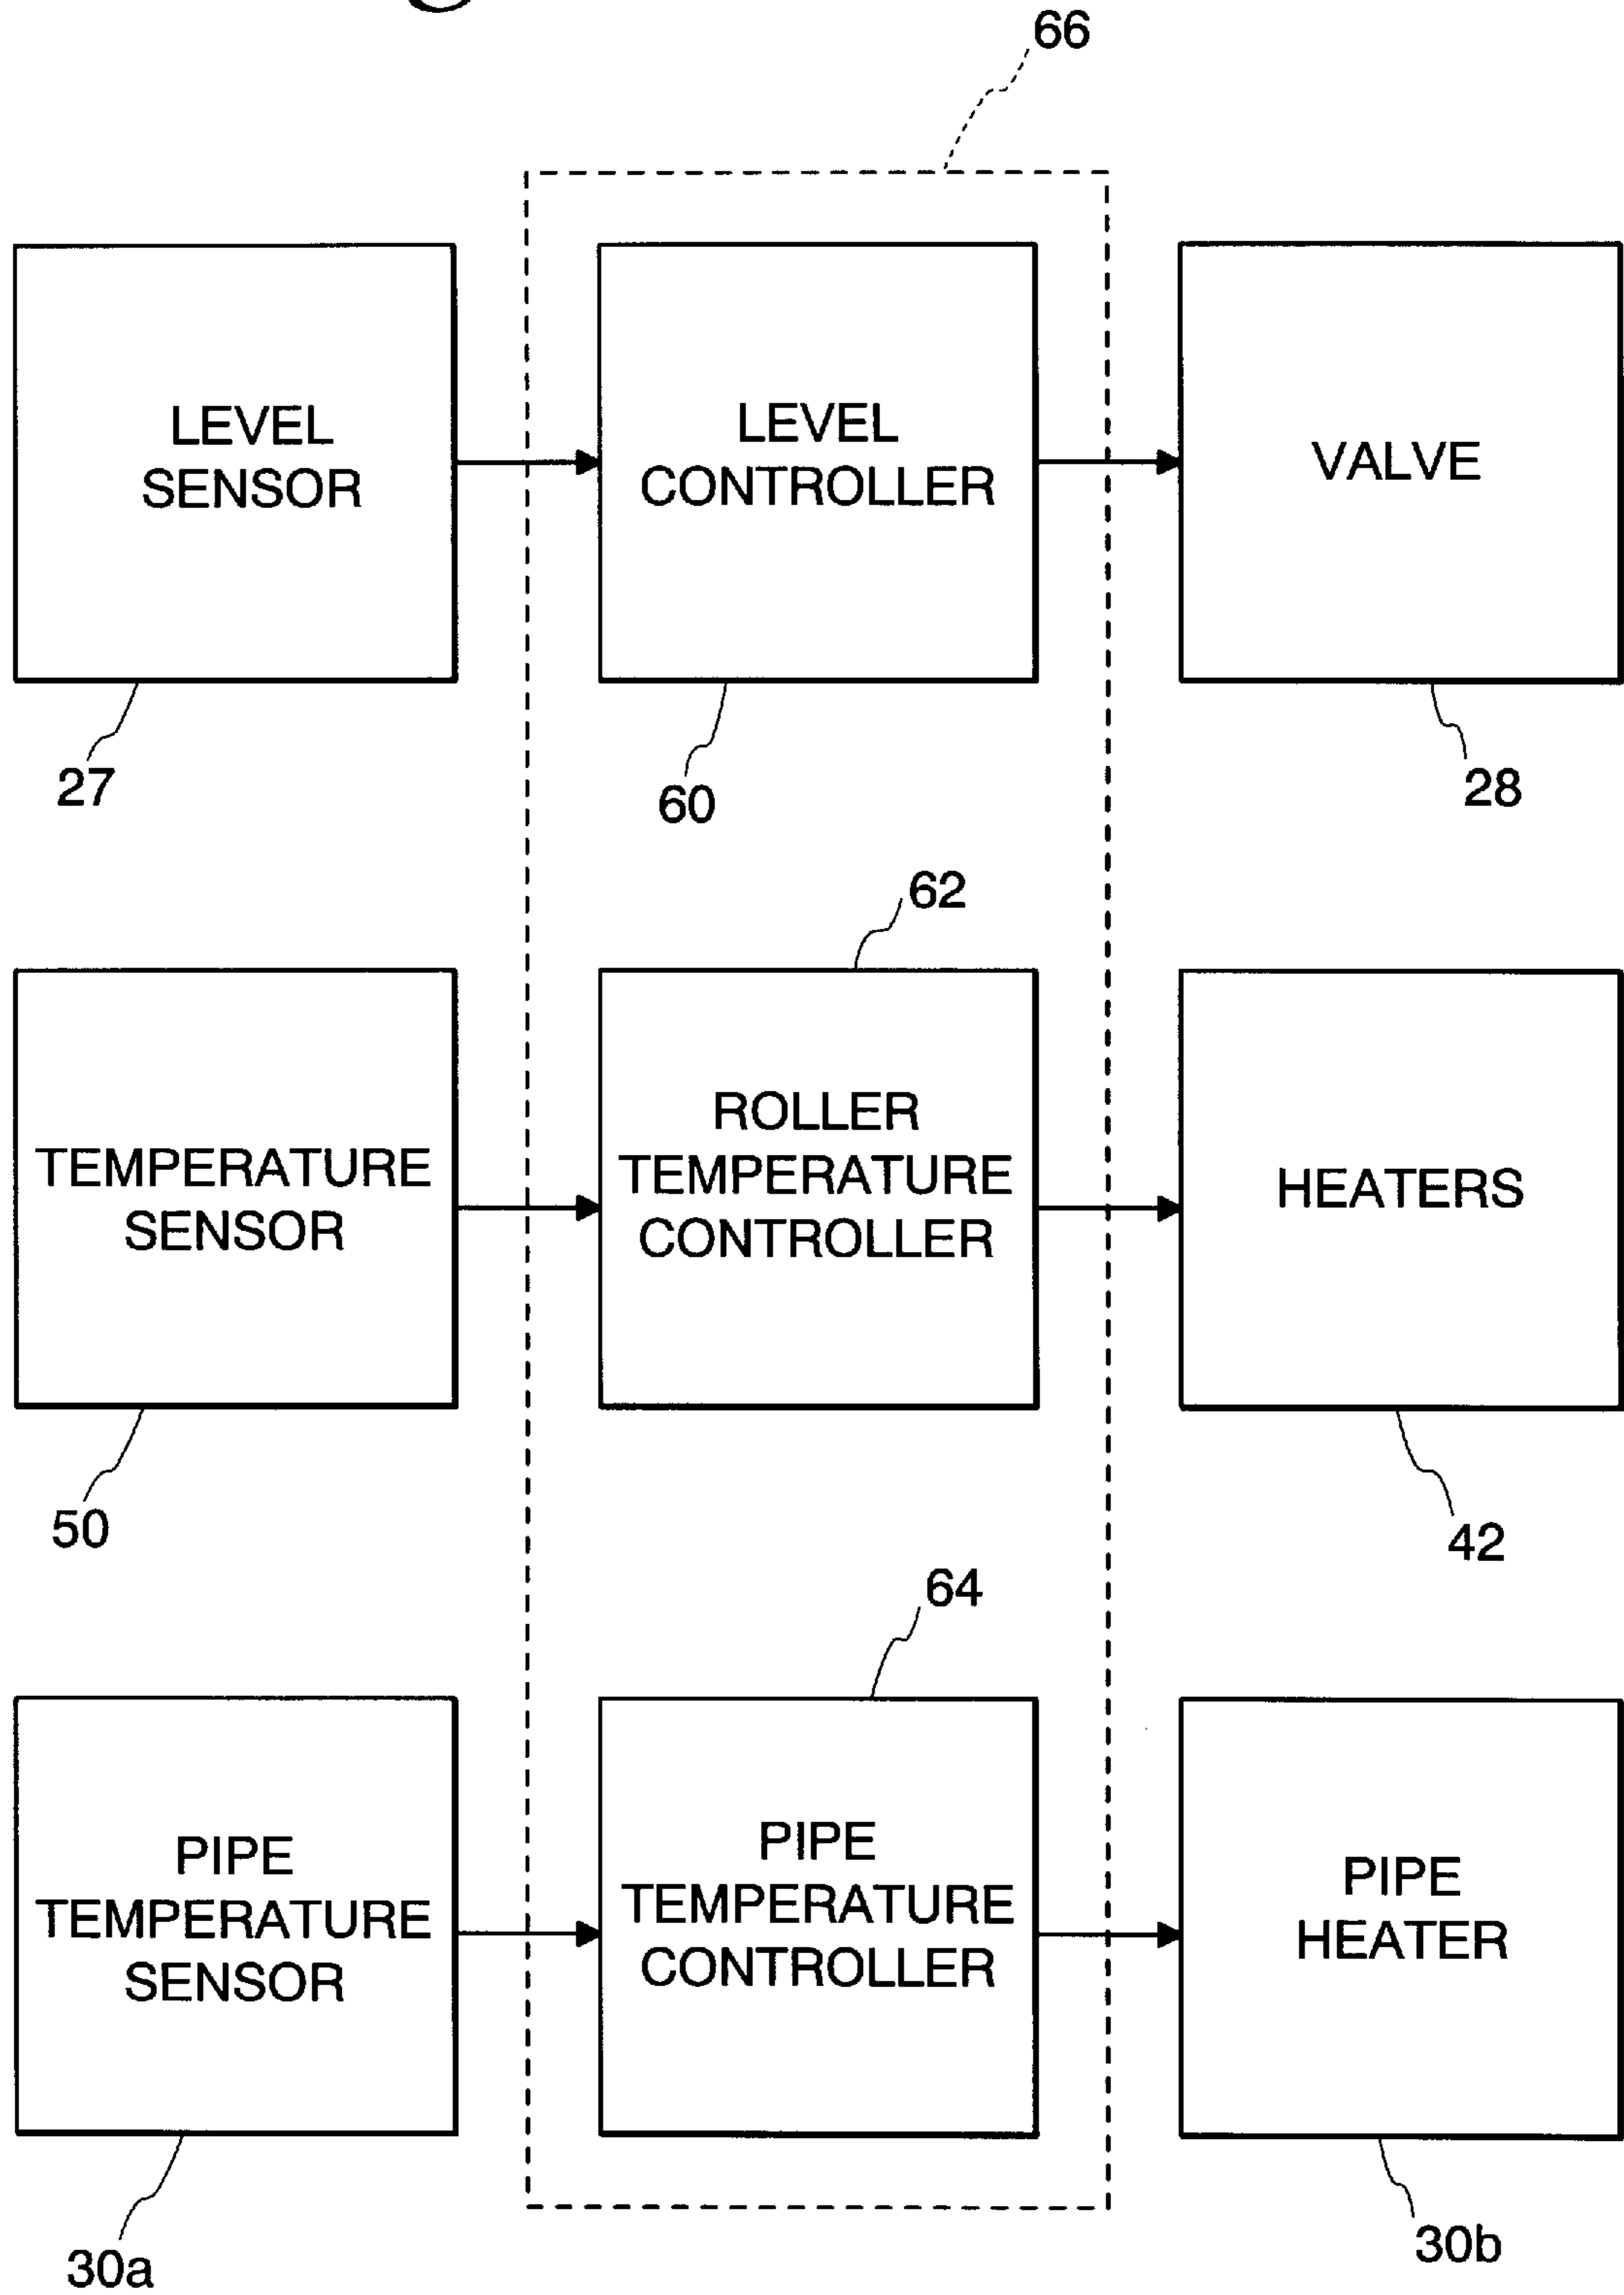 66
LEVEL
SENSOR
LEVEL
CONTROLLER
VALVE
27
60
28
62
TEMPERATURE
SENSOR
ROLLER
TEMPERATURE
CONTROLLER
HEATERS
50
42
64
PIPE
TEMPERATURE
SENSOR
PIPE
TEMPERATURE
CONTROLLER
PIPE
HEATER
30a
30b